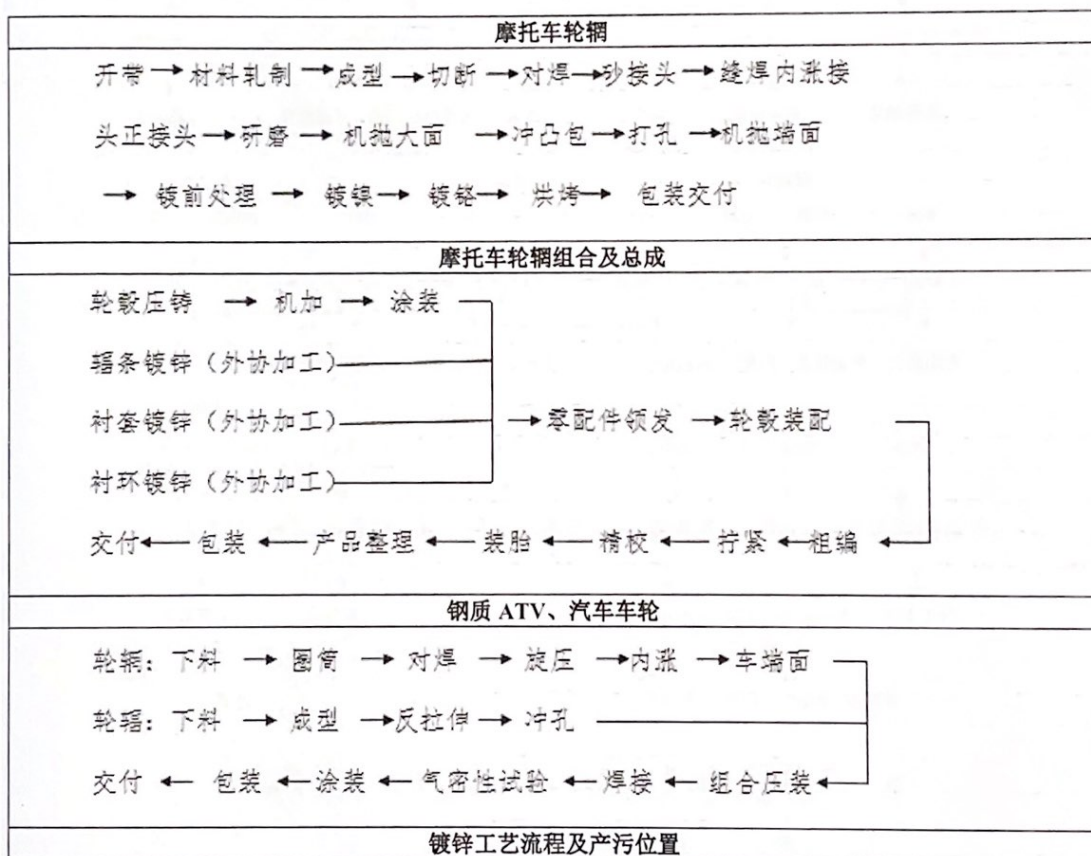 摩托车轮辋
开带→材料轧制→成型→切断→对焊→砂接头→缝焊内涨接
头正接头→研磨→机抛大面→冲凸包→打孔→机抛端面
→镀前处理→镀镍→镀铬→烘烤→包装交付
摩托车轮辋组合及总成
轮毂压铸→机加→涂装
辐条镀锌（外协加工）
衬套镀锌（外协加工）
→零配件领发→轮毂装配
衬环镀锌（外协加工）
交付←包装←产品整理←装胎←精校←拧紧←粗编
钢质 ATV、汽车车轮
轮辋：下料→圈筒→对焊→旋压→内涨→车端面
轮辐：下料→成型→反拉伸→冲孔
交付←包装←涂装←气密性试验←焊接←组合压装
镀锌工艺流程及产污位置